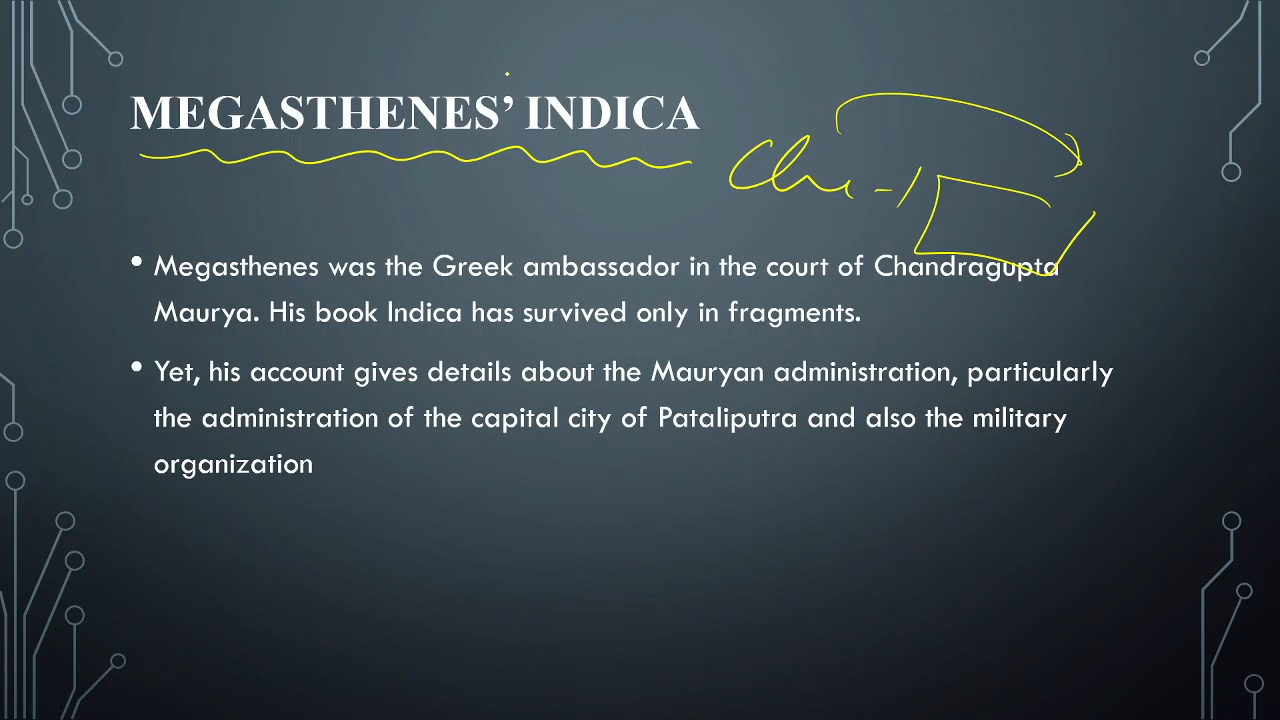 MEGASTHENES’ INDICA
• Megasthenes was the Greek ambassador in the court of Chandragupta
Maurya. His book Indica has survived only in fragments.
• Yet, his account gives details about the Mauryan administration, particularly
the administration of the capital city of Pataliputra and also the military
organization